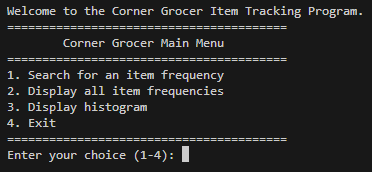 Welcome to the Corner Grocer Item Tracking Program.
========================================
Corner Grocer Main Menu
========================================
1. Search for an item frequency
2. Display all item frequencies
3. Display histogram
4. Exit
========================================
Enter your choice (1-4):